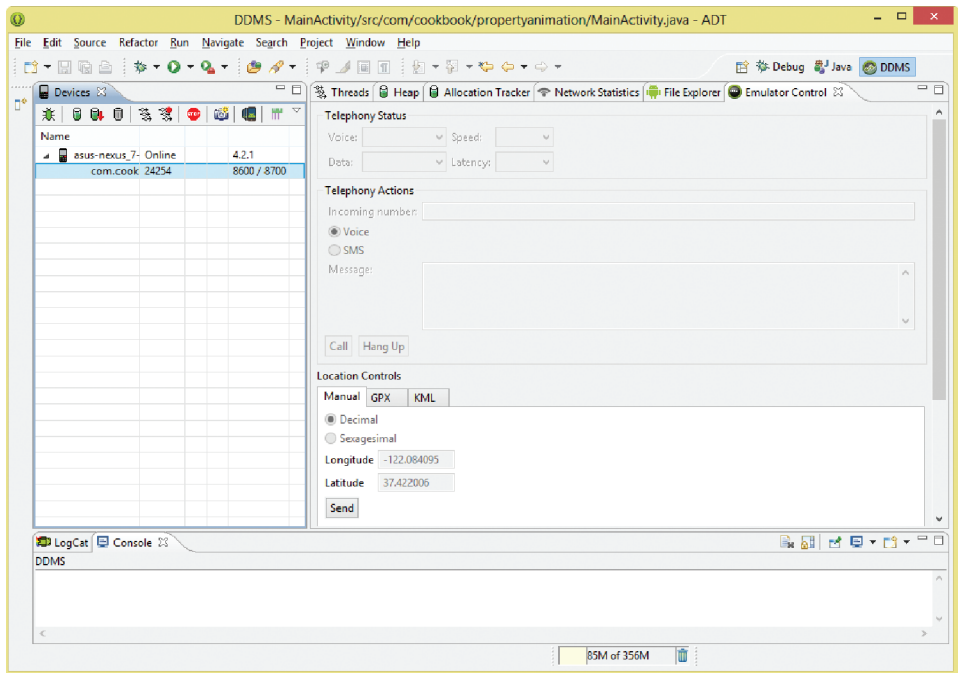 DDMS - MainActivity/src/com/cookbook/propertyanimation/MainActivity.java - ADT
File Edit Source Refactor Run Navigate Search Project Window Help
Debug Java DDMS
Devices
Threads Heap Allocation Tracker Network Statistics File Explorer Emulator Control
Name
asus-nexus_7- Online 4.2.1
com.cook 24254 8600 / 8700
Telephony Status
Voice: Speed:
Data: Latency:
Telephony Actions
Incoming number:
Voice
SMS
Message:
Call Hang Up
Location Controls
Manual GPX KML
Decimal
Sexagesimal
Longitude -122.084095
Latitude 37.422006
Send
LogCat Console
DDMS
85M of 356M